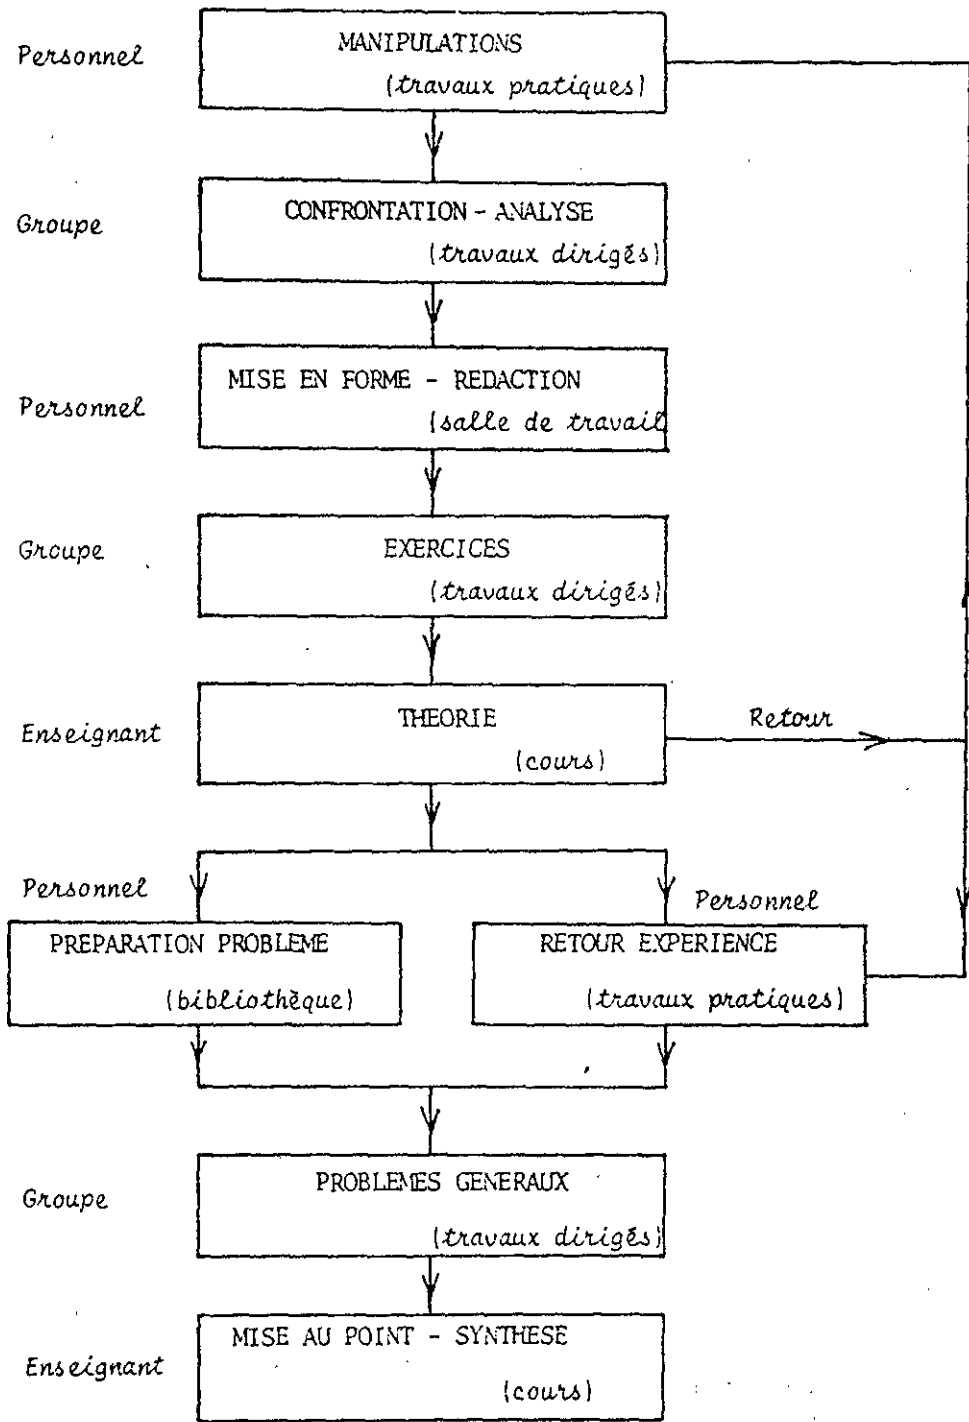 Personnel
MANIPULATIONS
(travaux pratiques)
Groupe
CONFRONTATION - ANALYSE
(travaux dirigés)
Personnel
MISE EN FORME - REDACTION
(salle de travail
Groupe
EXERCICES
(travaux dirigés)
Enseignant
THEORIE
(cours)
Retour
Personnel
PREPARATION PROBLEME
(bibliothèque)
Personnel
RETOUR EXPERIENCE
(travaux pratiques)
Groupe
PROBLEMES GENERAUX
(travaux dirigés)
Enseignant
MISE AU POINT - SYNTHESE
(cours)